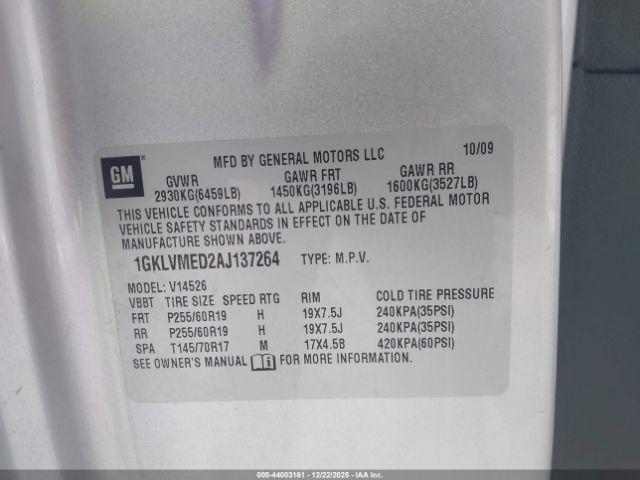 GM
MFD BY GENERAL MOTORS LLC 10/09
GVWR GAWR FRT GAWR RR
2930KG(6459LB) 1450KG(3196LB) 1600KG(3527LB)
THIS VEHICLE CONFORMS TO ALL APPLICABLE U.S. FEDERAL MOTOR
VEHICLE SAFETY STANDARDS IN EFFECT ON THE DATE OF
MANUFACTURE SHOWN ABOVE.
1GKLVMED2AJ137264 TYPE: M.P.V.
MODEL: V14526
VBBT TIRE SIZE SPEED RTG RIM COLD TIRE PRESSURE
FRT P255/60R19 H 19X7.5J 240KPA(35PSI)
RR P255/60R19 H 19X7.5J 240KPA(35PSI)
SPA T145/70R17 M 17X4.5B 420KPA(60PSI)
SEE OWNER'S MANUAL FOR MORE INFORMATION.
000-44003161 - 12/22/2025 - IAA Inc.